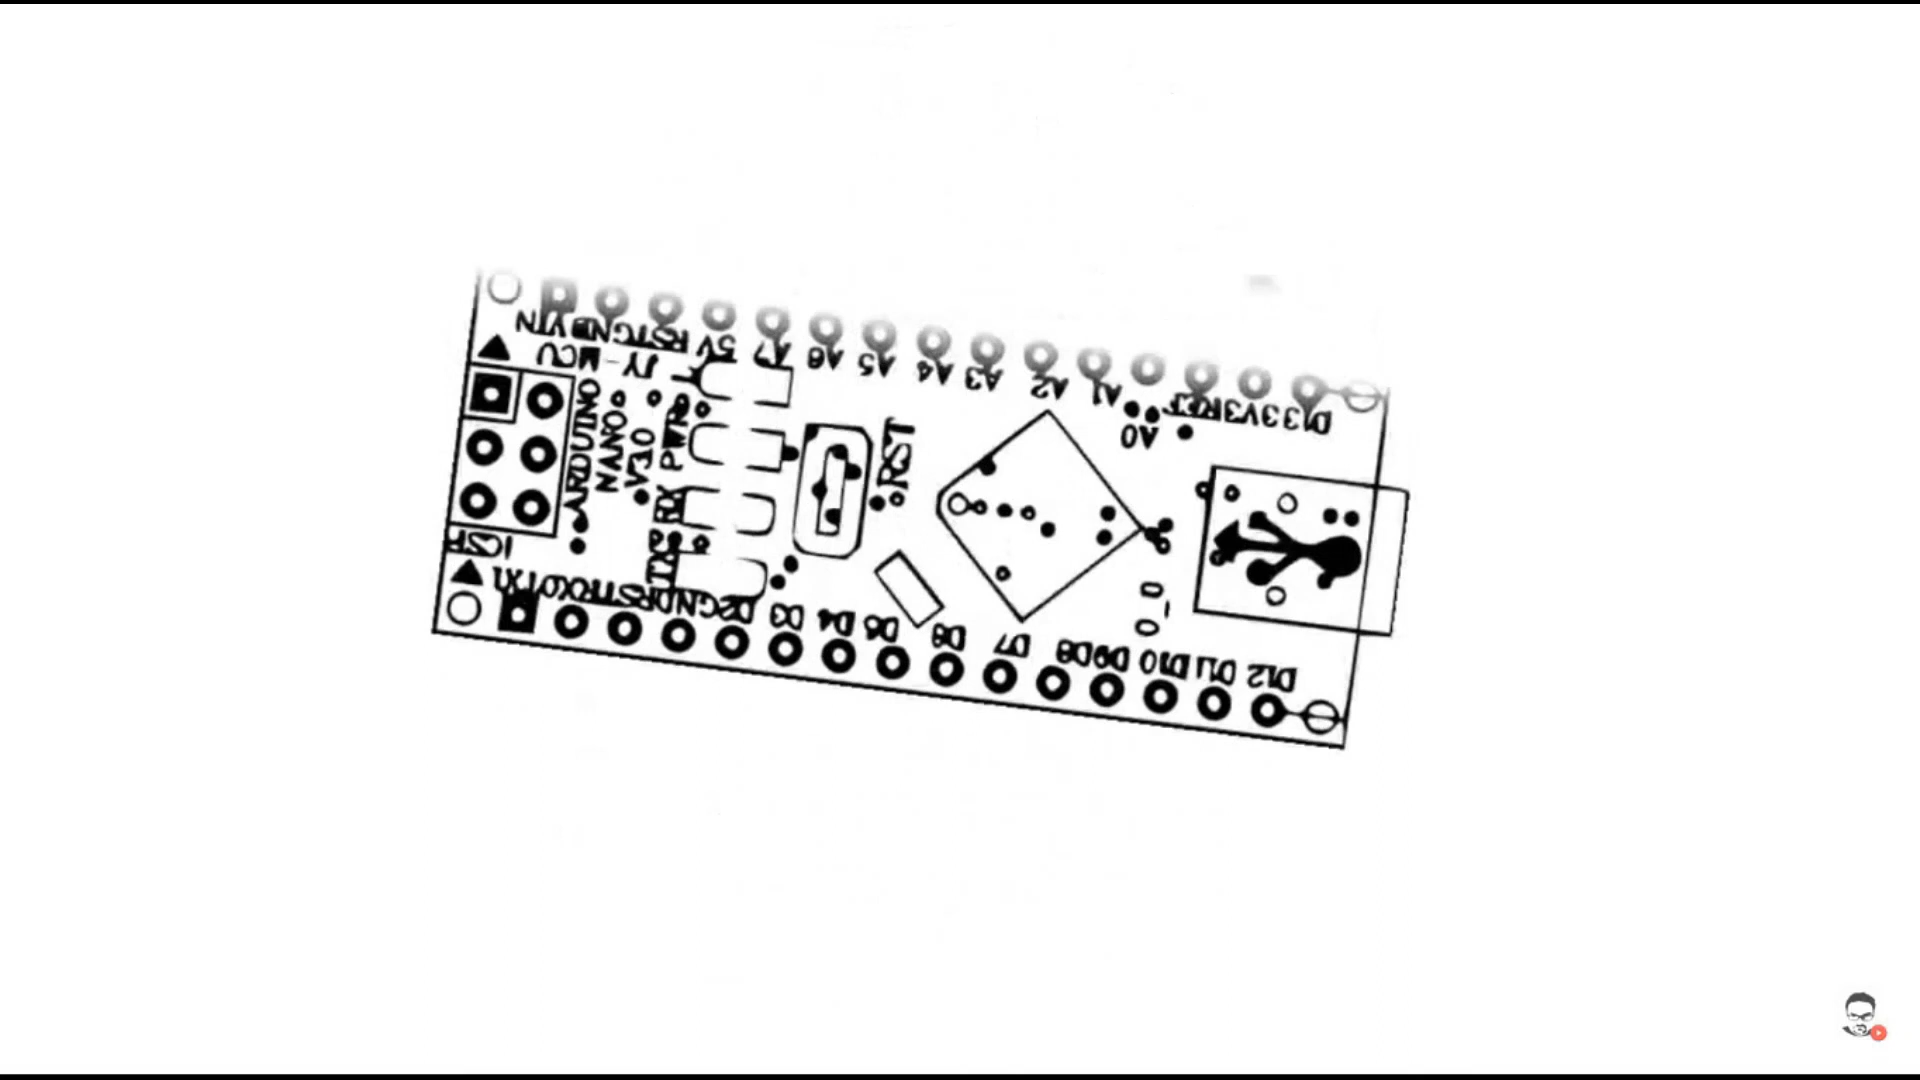 VIN GND RST 5V A7 A6 A5 A4 A3 A2 A1 A0 REF 3V3 D13
JY-MCU
ARDUINO
NANO
V3.0
PWR
RX
TX
RST
ICSP
TX1 RX0 RST GND D2 D3 D4 D5 D6 D7 D8 D9 D10 D11 D12